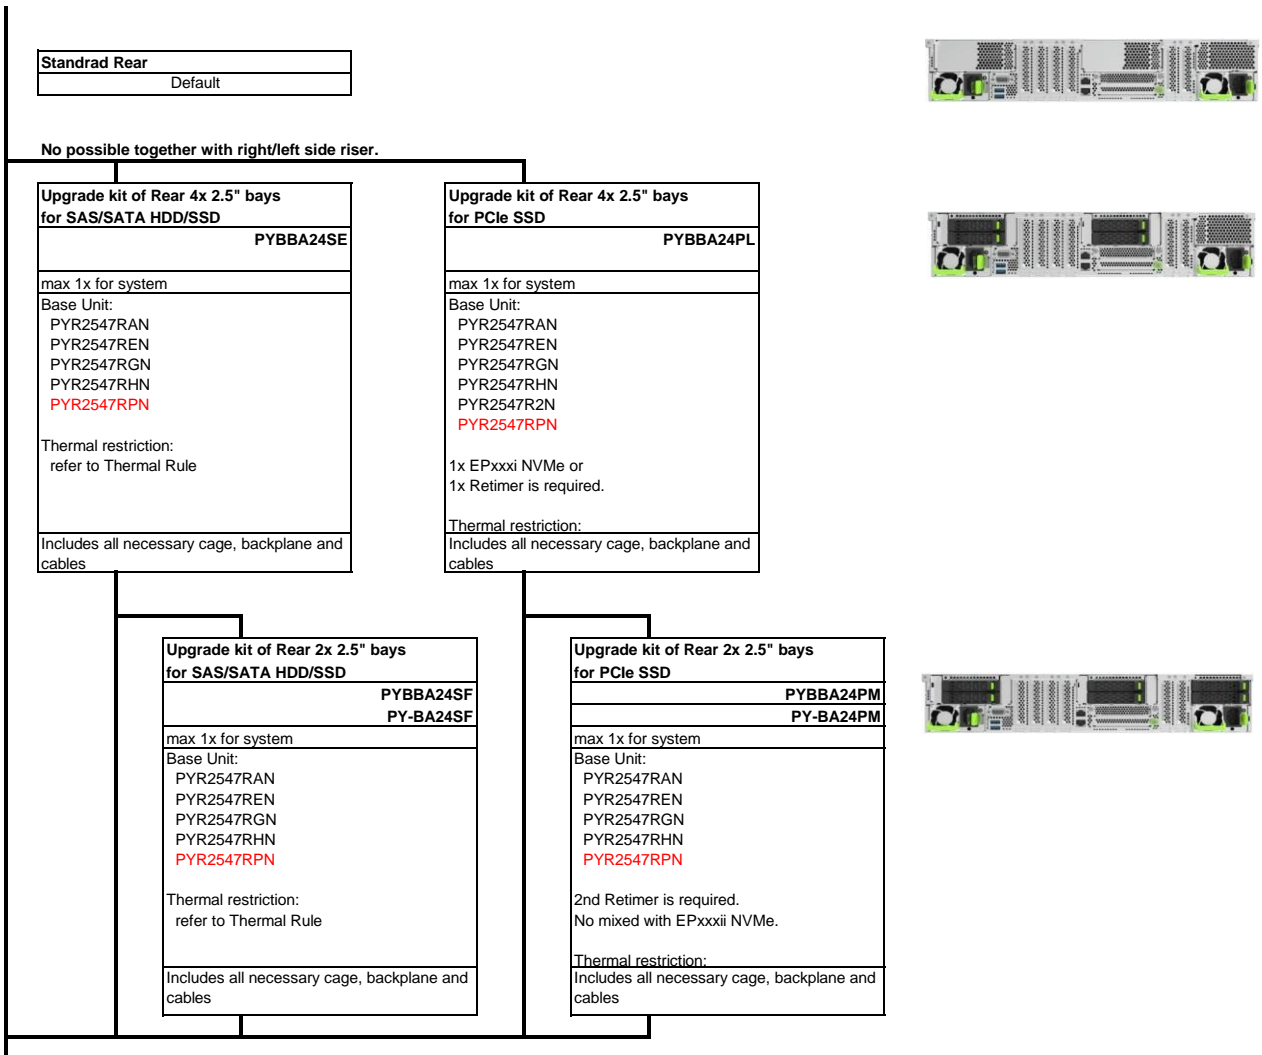 Standrad Rear
Default
No possible together with right/left side riser.
Upgrade kit of Rear 4x 2.5" bays
for SAS/SATA HDD/SSD
PYBBA24SE
max 1x for system
Base Unit:
PYR2547RAN
PYR2547REN
PYR2547RGN
PYR2547RHN
PYR2547RPN
Thermal restriction:
refer to Thermal Rule
Includes all necessary cage, backplane and
cables
Upgrade kit of Rear 4x 2.5" bays
for PCIe SSD
PYBBA24PL
max 1x for system
Base Unit:
PYR2547RAN
PYR2547REN
PYR2547RGN
PYR2547RHN
PYR2547R2N
PYR2547RPN
1x EPxxxi NVMe or
1x Retimer is required.
Thermal restriction:
Includes all necessary cage, backplane and
cables
Upgrade kit of Rear 2x 2.5" bays
for SAS/SATA HDD/SSD
PYBBA24SF
PY-BA24SF
max 1x for system
Base Unit:
PYR2547RAN
PYR2547REN
PYR2547RGN
PYR2547RHN
PYR2547RPN
Thermal restriction:
refer to Thermal Rule
Includes all necessary cage, backplane and
cables
Upgrade kit of Rear 2x 2.5" bays
for PCIe SSD
PYBBA24PM
PY-BA24PM
max 1x for system
Base Unit:
PYR2547RAN
PYR2547REN
PYR2547RGN
PYR2547RHN
PYR2547RPN
2nd Retimer is required.
No mixed with EPxxxii NVMe.
Thermal restriction:
Includes all necessary cage, backplane and
cables